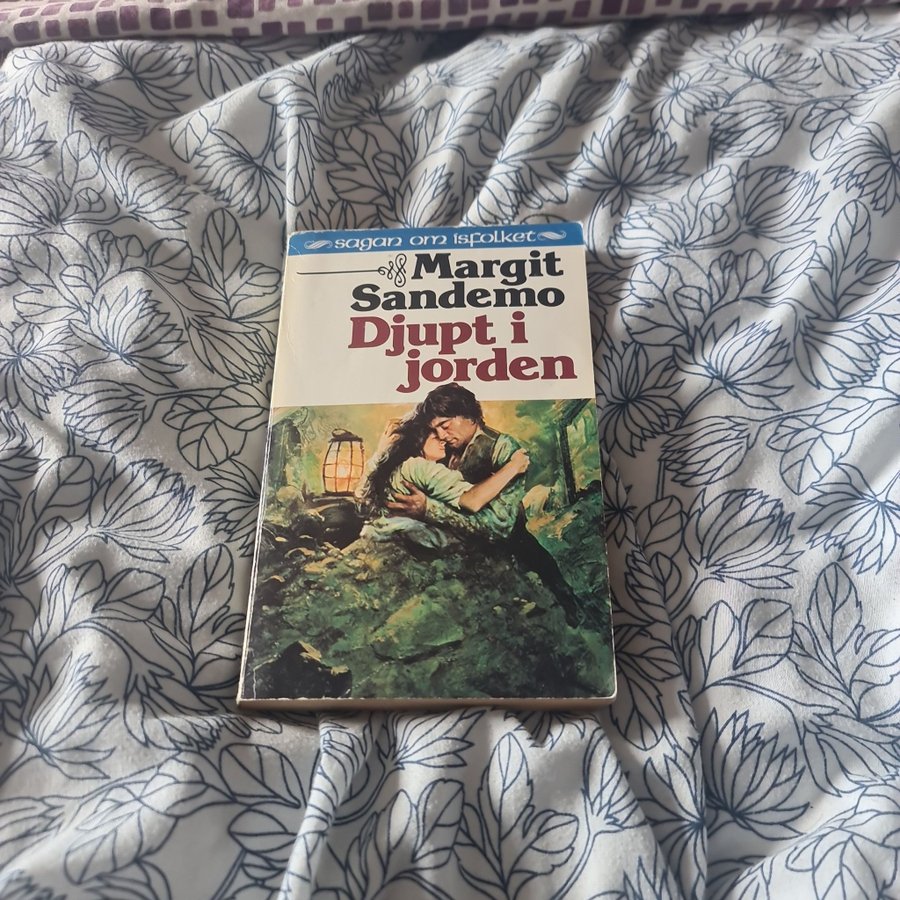 sagan om isfolket
Margit
Sandemo
Djupt i
jorden